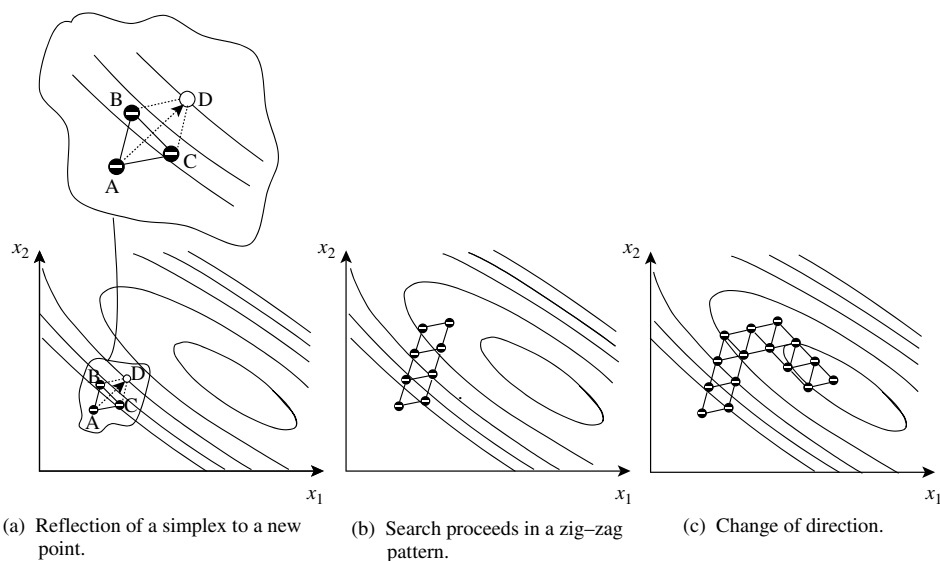 B
D
C
A
x2
x2
x2
B
D
C
A
x1
x1
x1
(a) Reflection of a simplex to a new
point.
(b) Search proceeds in a zig–zag
pattern.
(c) Change of direction.